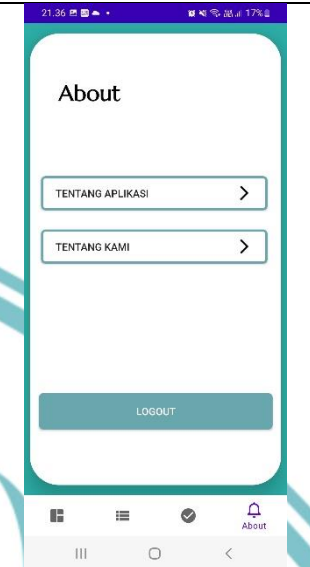 21.36 17%
About
TENTANG APLIKASI
TENTANG KAMI
LOGOUT
About